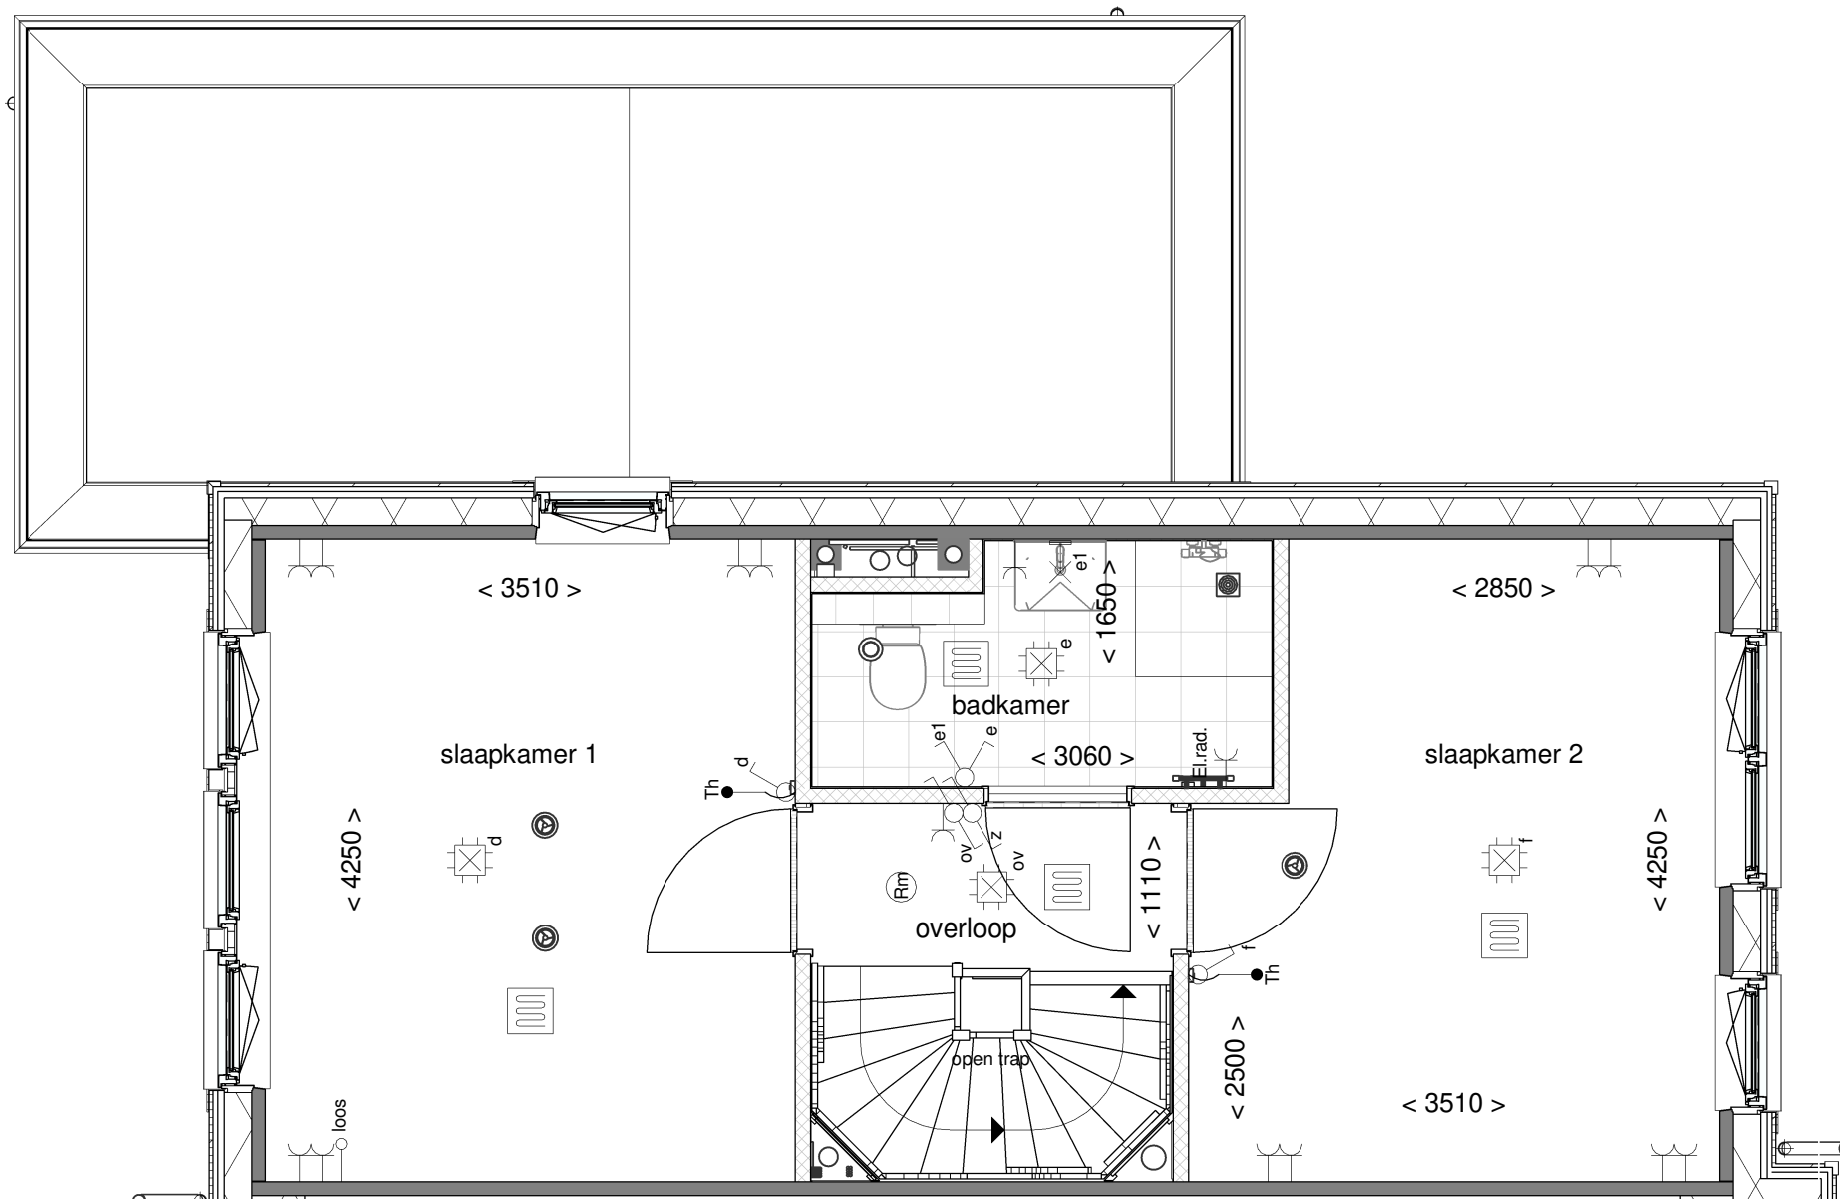 < 3510 >
e1
< 1650 >
< 2850 >
e
badkamer
e1
e
< 3060 >
El.rad.
slaapkamer 1
slaapkamer 2
d
Th
< 4250 >
d
ov
z
ov
Rm
< 1110 >
overloop
f
< 4250 >
f
Th
open trap
< 2500 >
< 3510 >
loos